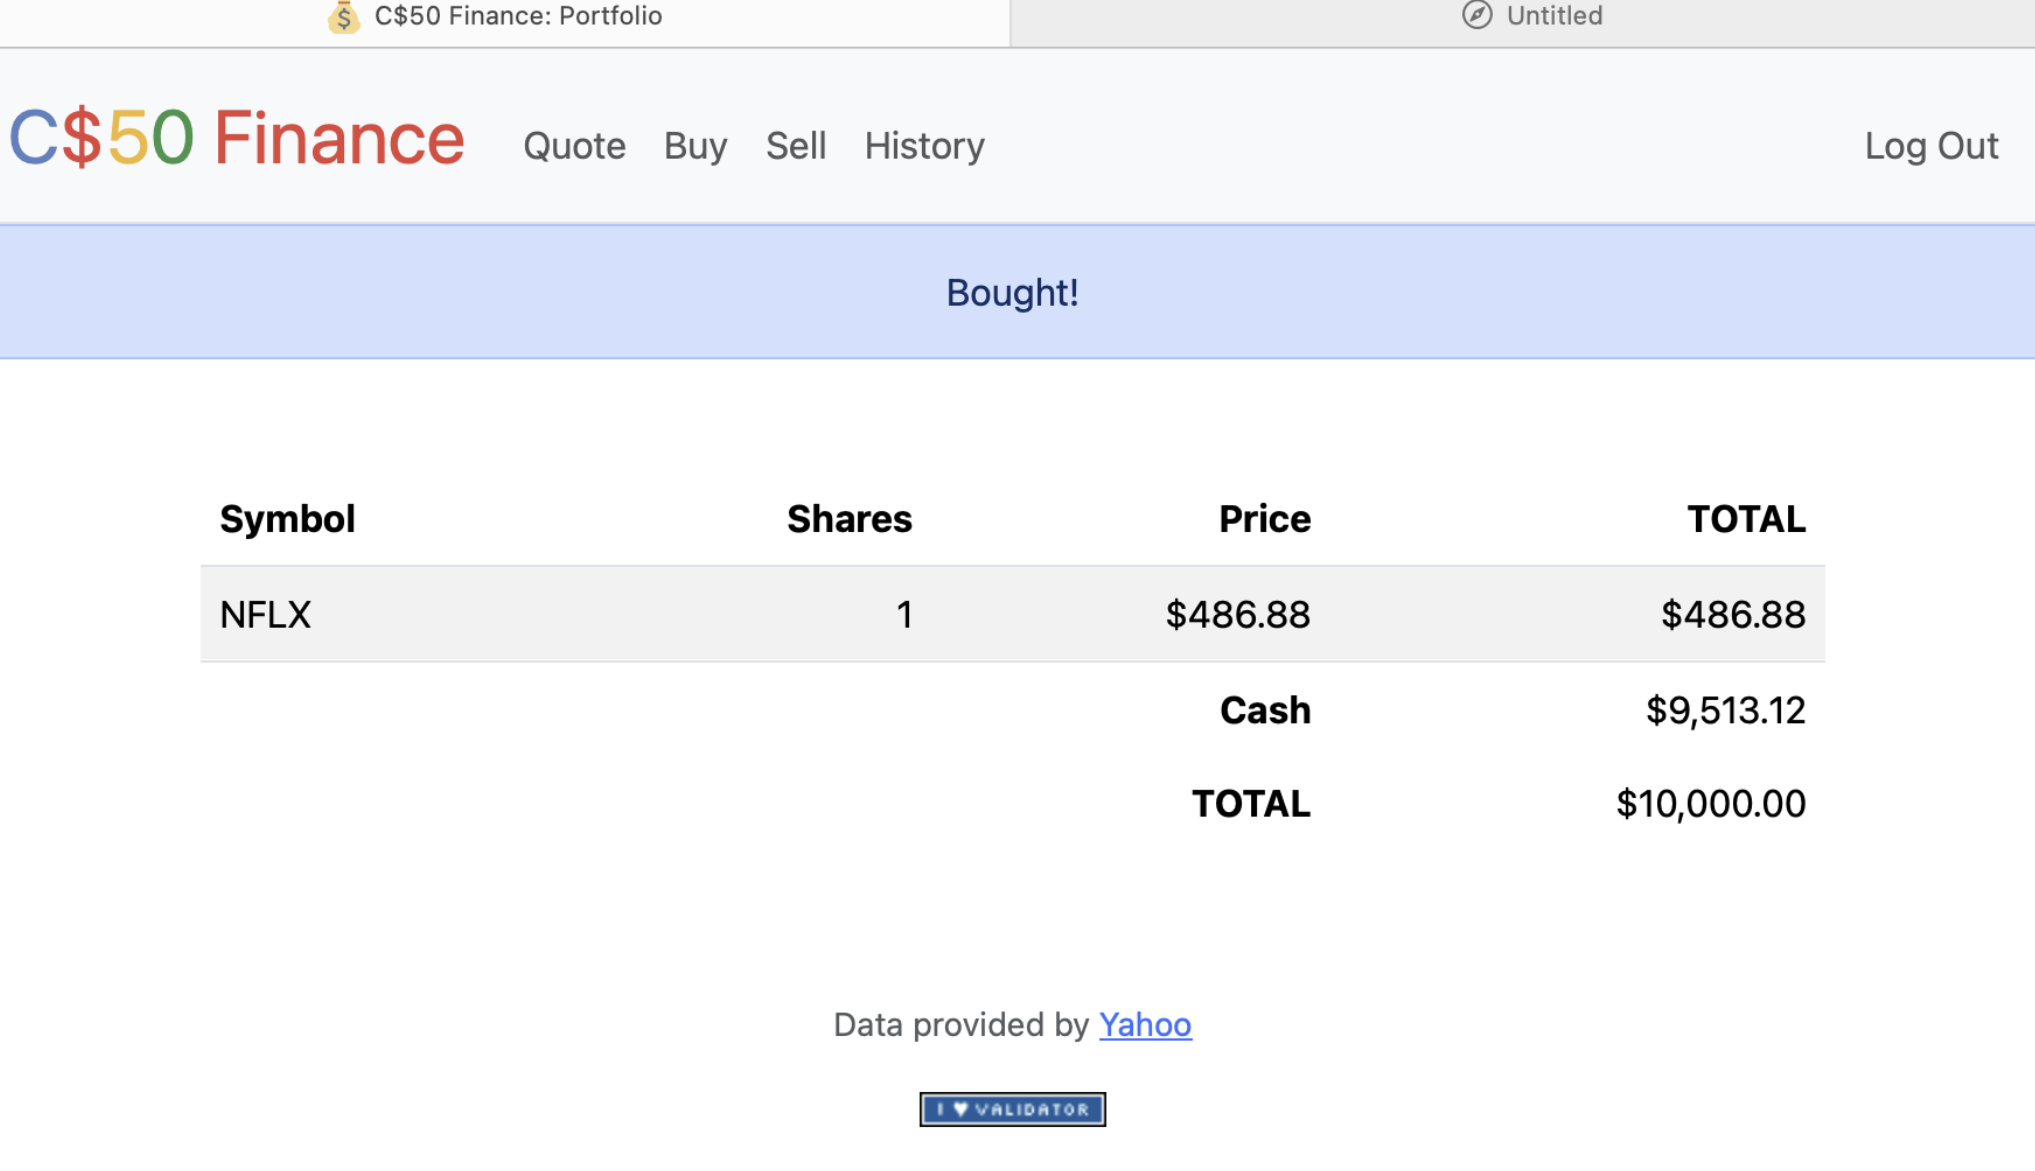 C$50 Finance: Portfolio Untitled
C$50 Finance Quote Buy Sell History Log Out
Bought!
Symbol Shares Price TOTAL
NFLX 1 $486.88 $486.88
Cash $9,513.12
TOTAL $10,000.00
Data provided by Yahoo
I ♥ VALIDATOR